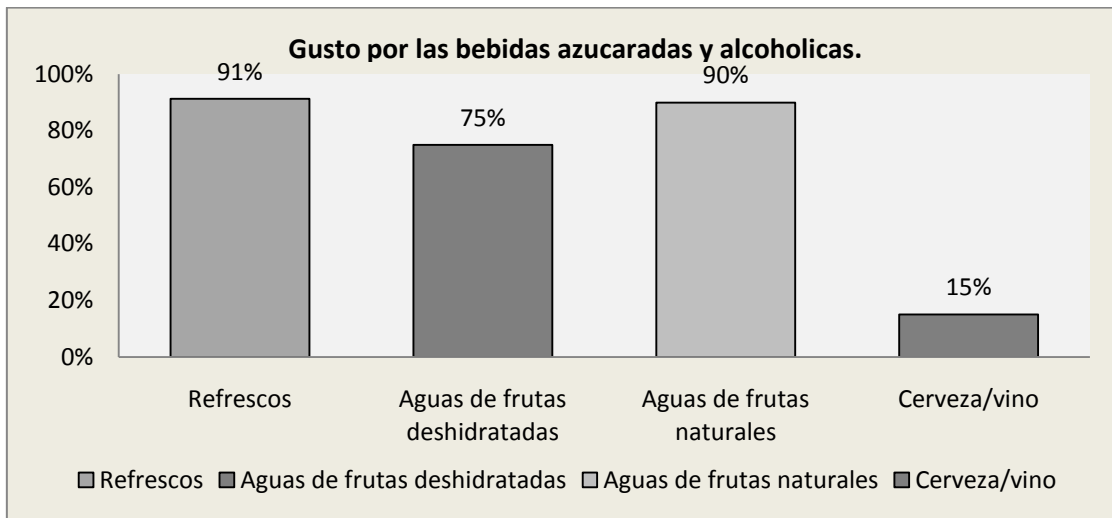 Gusto por las bebidas azucaradas y alcoholicas.
100%
80%
60%
40%
20%
0%
91%
75%
90%
15%
Refrescos
Aguas de frutas
deshidratadas
Aguas de frutas
naturales
Cerveza/vino
Refrescos
Aguas de frutas deshidratadas
Aguas de frutas naturales
Cerveza/vino